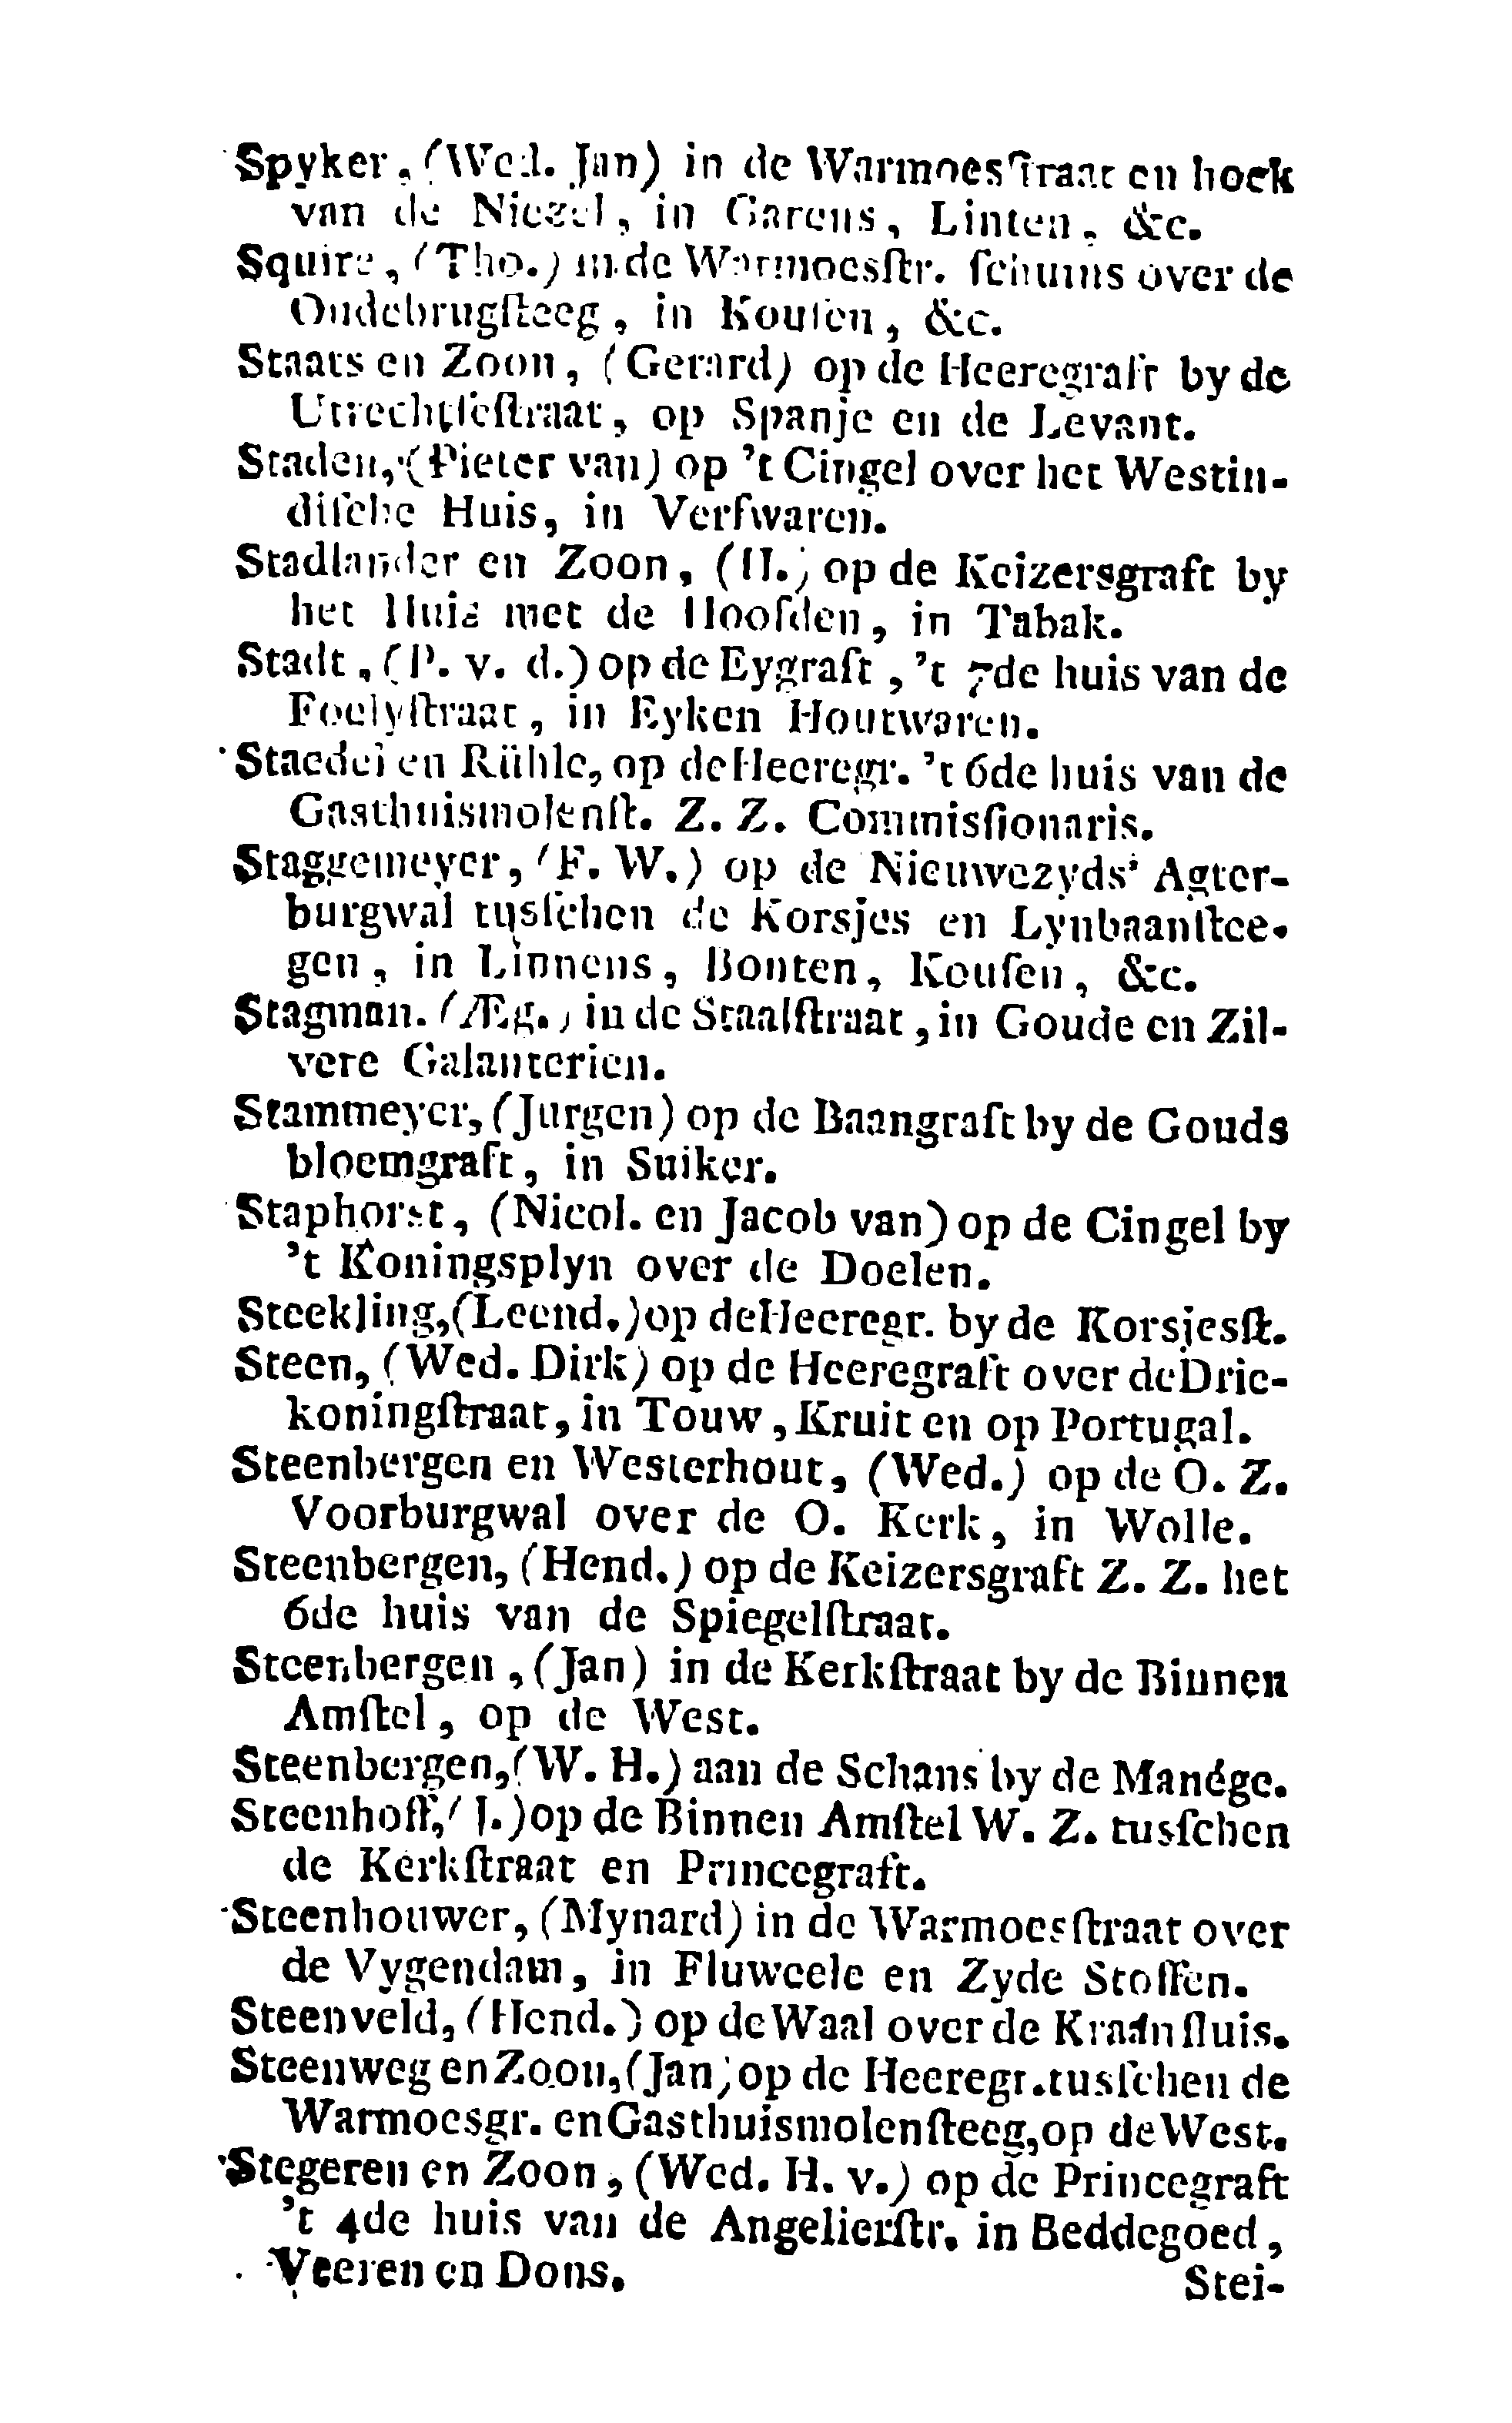 Spyker, (Wed. Jan) in de Warmoesſtraat en hoek
van de Niezel, in Garens, Linten, &c.
Squire, (Tho.) in de Warmoesſtr. ſchuins over de
Oudebrugſteeg, in Kouſen, &c.
Staats en Zoon, (Gerard) op de Heeregraft by de
Utrechtſeſtraat, op Spanje en de Levant.
Staden, (Pieter van) op 't Cingel over het Westin-
diſche Huis, in Verfwaren.
Stadlander en Zoon, (H.) op de Keizersgraft by
het Huis met de Hoofden, in Tabak.
Stadt, (P. v. d.) op de Eygraft, 't 7de huis van de
Foelyſtraat, in Eyken Houtwaren.
Staedel en Rühle, op de Heeregr. 't 6de huis van de
Gasthuismolenſt. Z. Z. Commisſionaris.
Staggemeyer, (F. W.) op de Nieuwezyds Agter-
burgwal tusſchen de Korsjes en Lynbaanſtee-
gen, in Linnens, Bonten, Kouſen, &c.
Stagman. (Æg.) in de Staalſtraat, in Goude en Zil-
vere Galanterien.
Stammeyer, (Jurgen) op de Baangraft by de Gouds
bloemgraft, in Suiker.
Staphorst, (Nicol. en Jacob van) op de Cingel by
't Koningsplyn over de Doelen.
Steekling, (Leend.) op de Heeregr. by de Korsjesſt.
Steen, (Wed. Dirk) op de Heeregraft over de Drie-
koningſtraat, in Touw, Kruit en op Portugal.
Steenbergen en Westerhout, (Wed.) op de O. Z.
Voorburgwal over de O. Kerk, in Wolle.
Steenbergen, (Hend.) op de Keizersgraft Z. Z. het
6de huis van de Spiegelſtraat.
Steenbergen, (Jan) in de Kerkſtraat by de Binnen
Amſtel, op de West.
Steenbergen, (W. H.) aan de Schans by de Manége.
Steenhoff, (J.) op de Binnen Amſtel W. Z. tusſchen
de Kerkſtraat en Princegraft.
Steenhouwer, (Mynard) in de Warmoesſtraat over
de Vygendam, in Fluweele en Zyde Stoffen.
Steenveld, (Hend.) op de Waal over de Kraanſluis.
Steenweg en Zoon, (Jan) op de Heeregr. tusſchen de
Warmoesgr. en Gasthuismolenſteeg, op de West.
Stegeren en Zoon, (Wed. H. v.) op de Princegraft
't 4de huis van de Angelierſtr. in Beddegoed,
Veeren en Dons.
Stei-